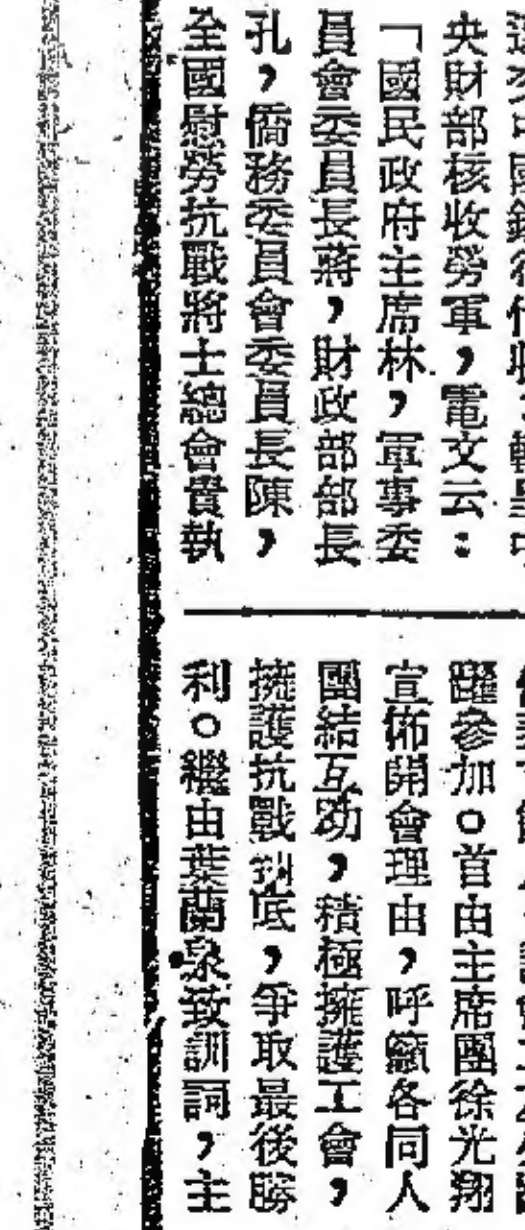 央財部核收勞軍，電文云：
「國民政府主席林，軍事委
員會委員長蔣，財政部部長
孔，僑務委員會委員長陳，
全國慰勞抗戰將士總會貴執
躍參加。首由主席團徐光翔
宣佈開會理由，呼籲各同人
團結互助，積極擁護工會，
擁護抗戰到底，爭取最後勝
利。繼由葉蘭泉致訓詞，主